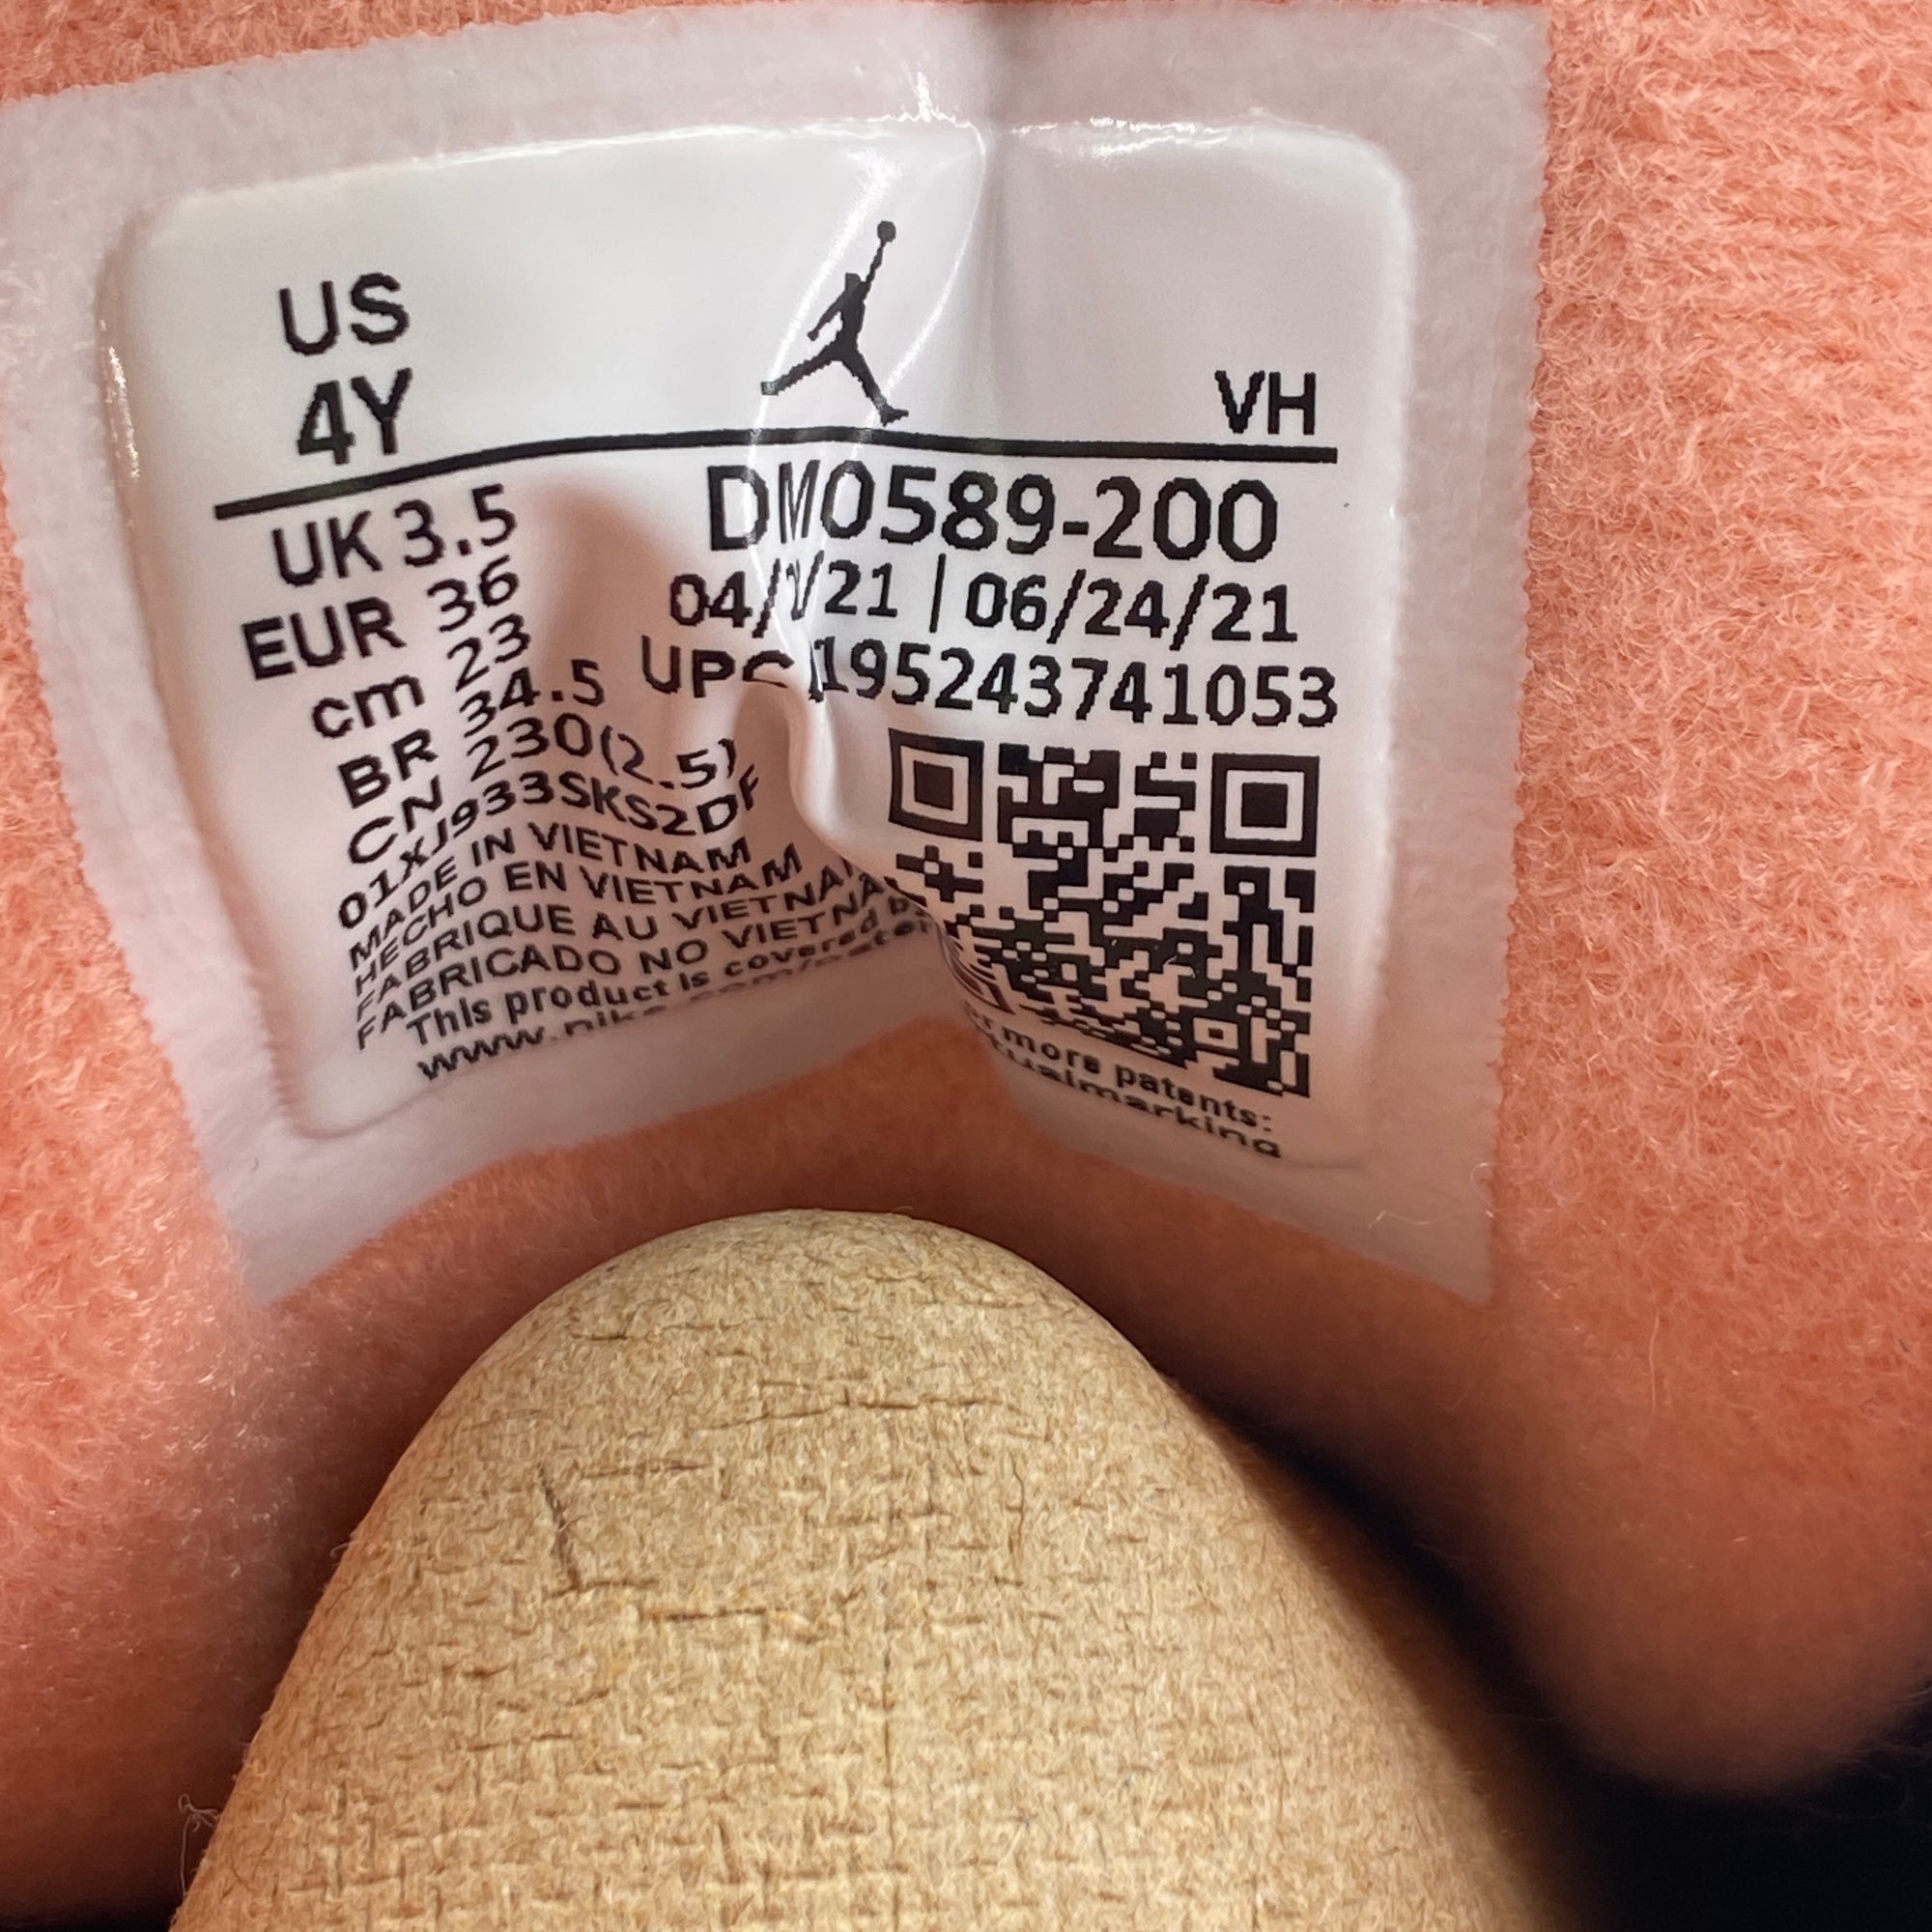 US
4Y
VH
UK 3.5
EUR 36
cm 23
BR 34.5
CN 230(2.5)
01XJ933SKS2DF
MADE IN VIETNAM
HECHO EN VIETNAM
FABRIQUE AU
FABRICADO NO
This product is covered
DM0589-200
06/24/21
195243741053
more patents: